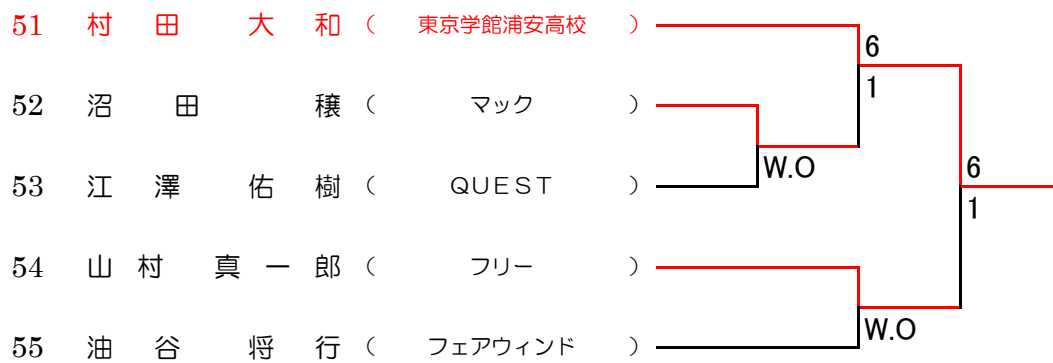 51 村田 大和 (東京学館浦安高校)
6
1
52 沼田 穣 (マック)
W.O
53 江澤 佑樹 (QUEST)
6
1
54 山村 真一郎 (フリー)
W.O
55 油谷 将行 (フェアウィンド)